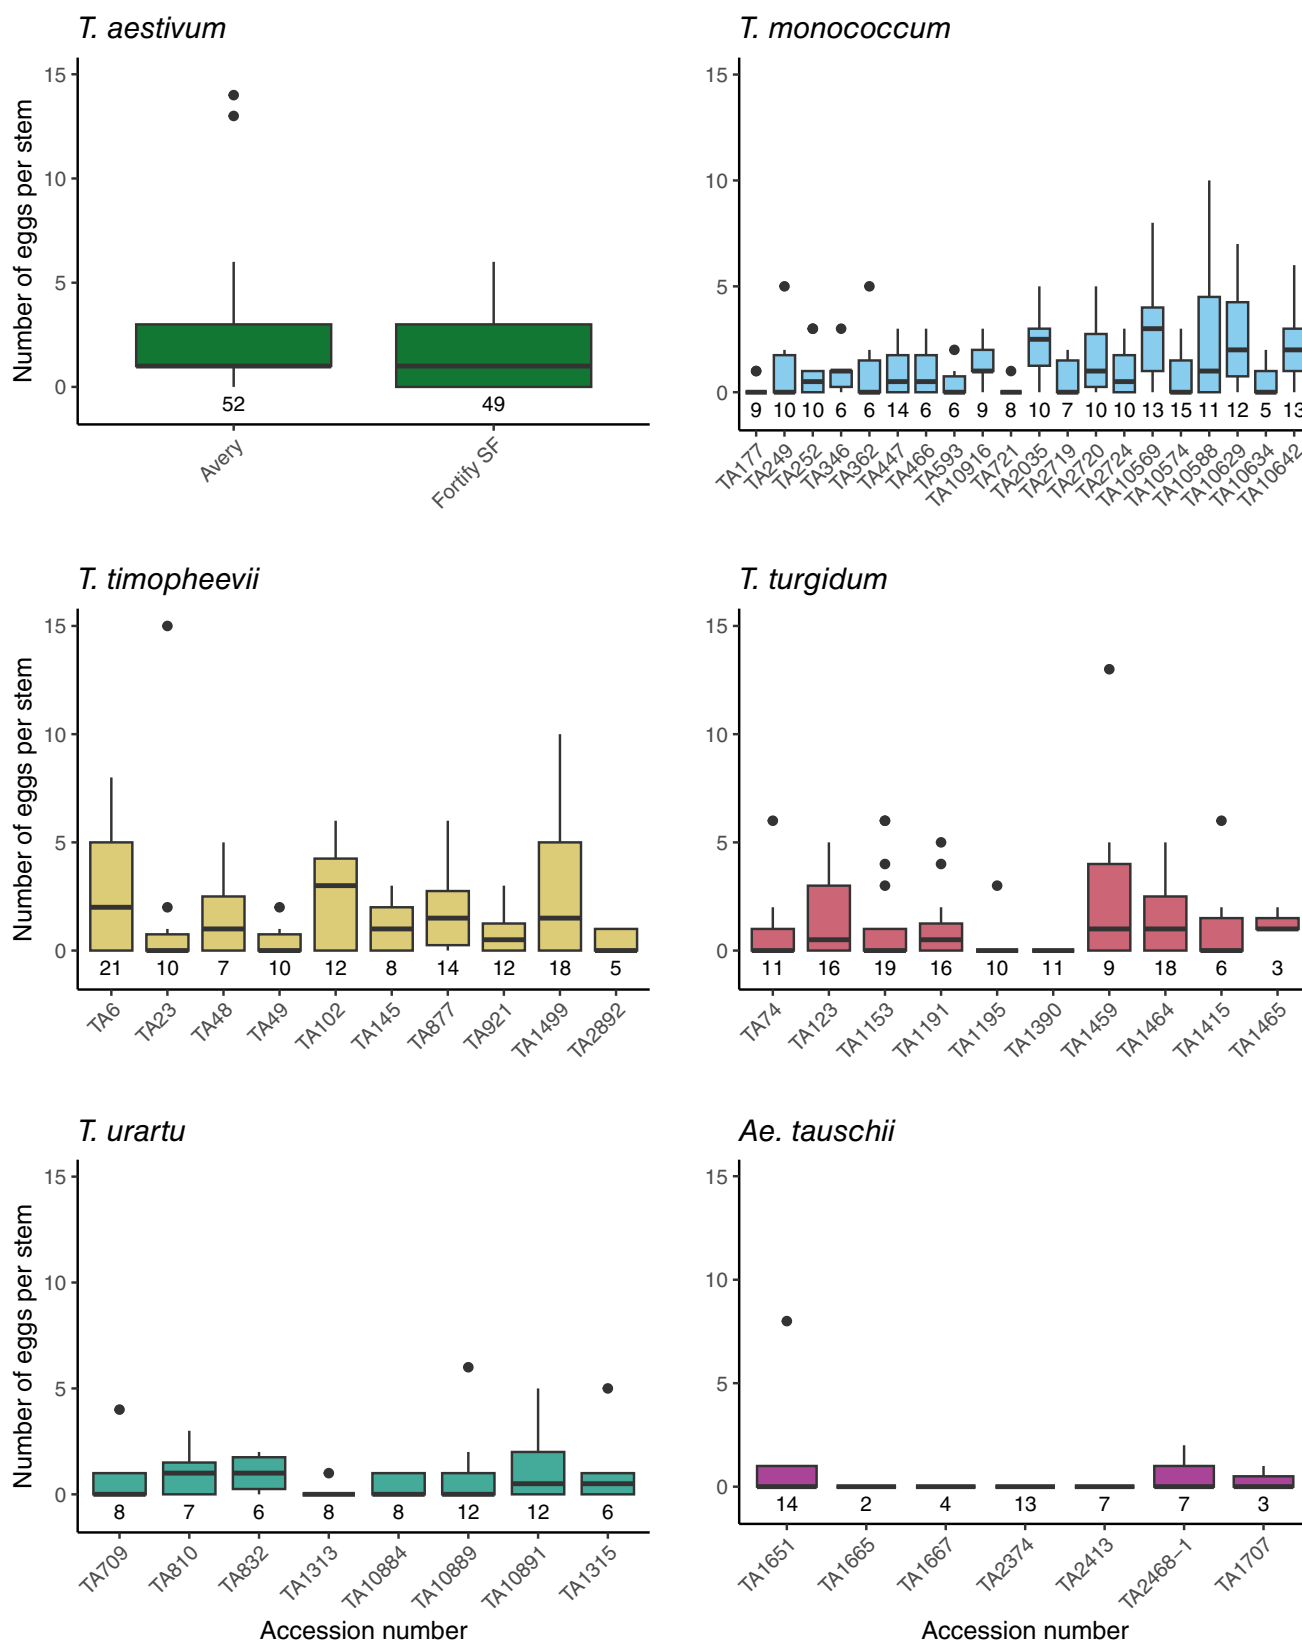 T. aestivum
Number of eggs per stem
15
10
5
0
52 49
Avery Fortify SF
T. monococcum
15
10
5
0
9 10 10 6 6 14 6 6 9 8 10 7 10 10 13 15 11 12 5 13
TA177 TA249 TA252 TA346 TA362 TA447 TA466 TA593 TA10916 TA721 TA2035 TA2719 TA2720 TA2724 TA10569 TA10574 TA10588 TA10629 TA10634 TA10642
T. timopheevii
Number of eggs per stem
15
10
5
0
21 10 7 10 12 8 14 12 18 5
TA6 TA23 TA48 TA49 TA102 TA145 TA877 TA921 TA1499 TA2892
T. turgidum
15
10
5
0
11 16 19 16 10 11 9 18 6 3
TA74 TA123 TA1153 TA1191 TA1195 TA1390 TA1459 TA1464 TA1415 TA1465
T. urartu
Number of eggs per stem
15
10
5
0
8 7 6 8 8 12 12 6
TA709 TA810 TA832 TA1313 TA10884 TA10889 TA10891 TA1315
Accession number
Ae. tauschii
15
10
5
0
14 2 4 13 7 7 3
TA1651 TA1665 TA1667 TA2374 TA2413 TA2468−1 TA1707
Accession number